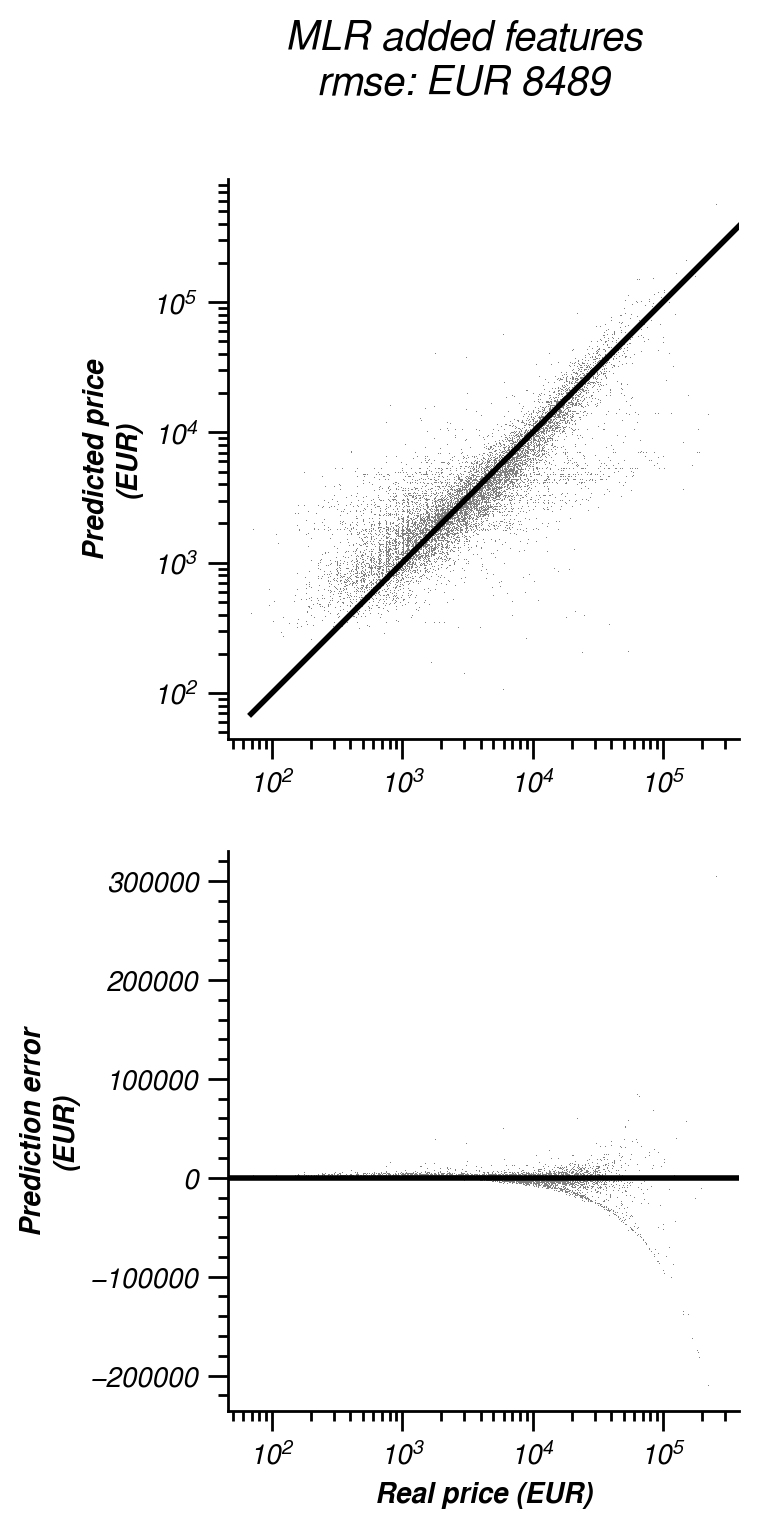 MLR added features
rmse: EUR 8489
Predicted price
(EUR)
10⁵
10⁴
10³
10²
10² 10³ 10⁴ 10⁵
Prediction error
(EUR)
300000
200000
100000
0
−100000
−200000
10² 10³ 10⁴ 10⁵
Real price (EUR)